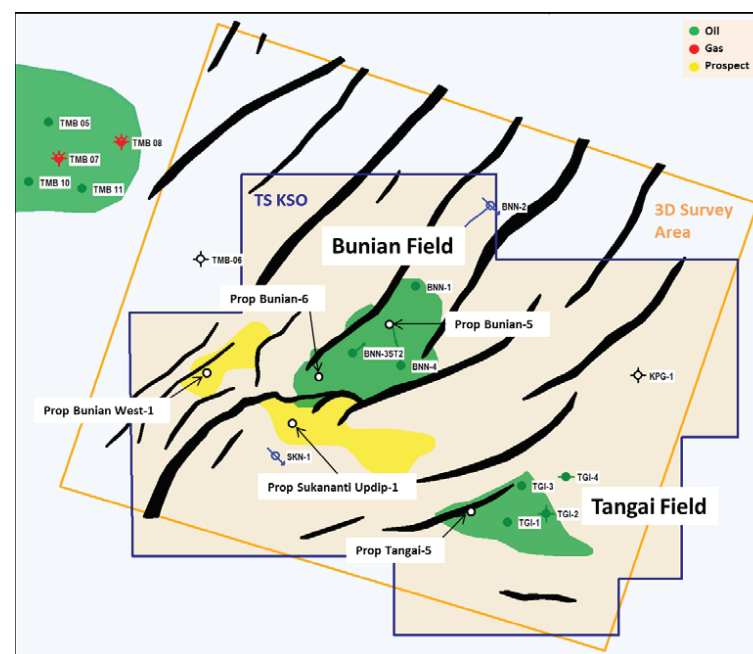 Oil
Gas
Prospect
TMB 05
TMB 08
TMB 07
TMB 10
TMB 11
TS KSO
BNN-2
3D Survey
Area
Bunian Field
TMB-06
Prop Bunian-6
BNN-1
Prop Bunian-5
BNN-3ST2
BNN-4
KPG-1
Prop Bunian West-1
SKN-1
Prop Sukananti Updip-1
TGI-4
TGI-3
Tangai Field
TGI-1
TGI-2
Prop Tangai-5